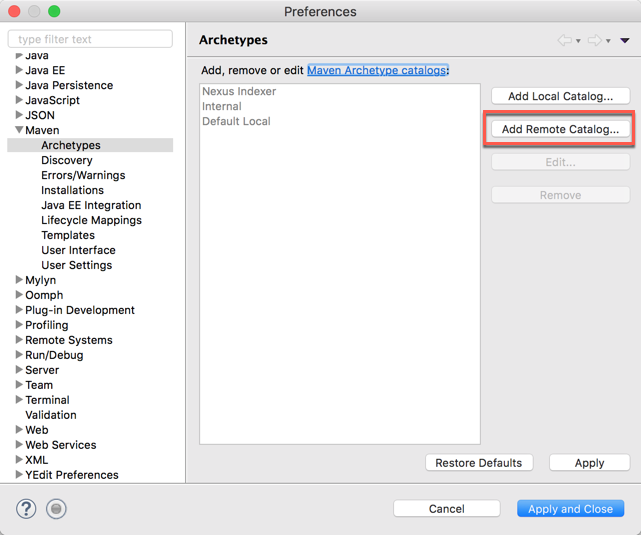 Preferences
type filter text
Java
Java EE
Java Persistence
JavaScript
JSON
Maven
Archetypes
Discovery
Errors/Warnings
Installations
Java EE Integration
Lifecycle Mappings
Templates
User Interface
User Settings
Mylyn
Oomph
Plug-in Development
Profiling
Remote Systems
Run/Debug
Server
Team
Terminal
Validation
Web
Web Services
XML
YEdit Preferences
Archetypes
Add, remove or edit Maven Archetype catalogs:
Nexus Indexer
Internal
Default Local
Add Local Catalog...
Add Remote Catalog...
Edit...
Remove
Restore Defaults
Apply
?
Cancel
Apply and Close